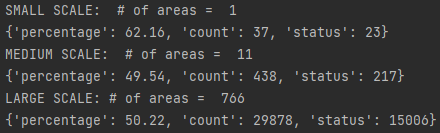 SMALL SCALE:  # of areas =  1
{'percentage': 62.16, 'count': 37, 'status': 23}
MEDIUM SCALE:  # of areas =  11
{'percentage': 49.54, 'count': 438, 'status': 217}
LARGE SCALE: # of areas =  766
{'percentage': 50.22, 'count': 29878, 'status': 15006}